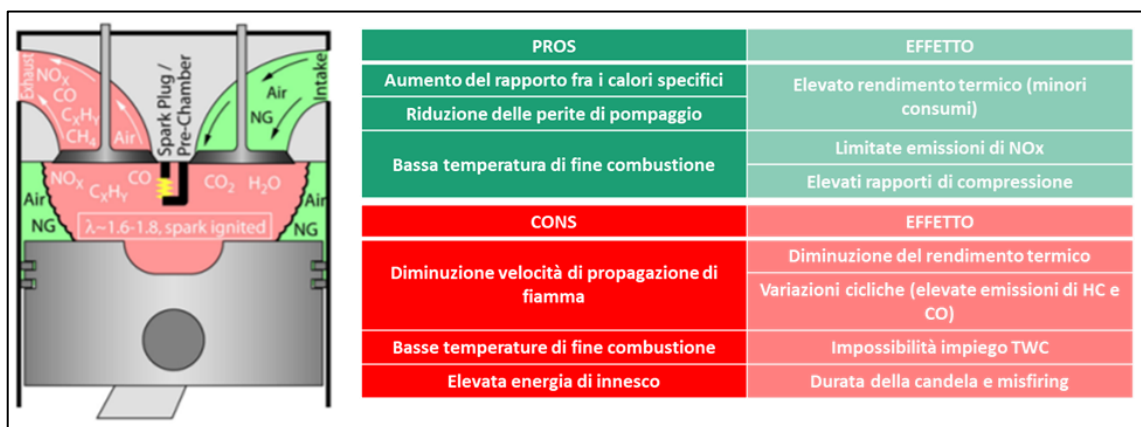 Exhaust
NOX
CO
CXHY
CH4
Air
Spark Plug /
Pre-Chamber
Air
NG
Intake
NOX
CXHY
CO
CO2
H2O
Air
NG
λ~1.6-1.8, spark ignited
Air
NG
PROS
EFFETTO
Aumento del rapporto fra i calori specifici
Riduzione delle perite di pompaggio
Elevato rendimento termico (minori
consumi)
Bassa temperatura di fine combustione
Limitate emissioni di NOx
Elevati rapporti di compressione
CONS
EFFETTO
Diminuzione velocità di propagazione di
fiamma
Diminuzione del rendimento termico
Variazioni cicliche (elevate emissioni di HC e
CO)
Basse temperature di fine combustione
Impossibilità impiego TWC
Elevata energia di innesco
Durata della candela e misfiring